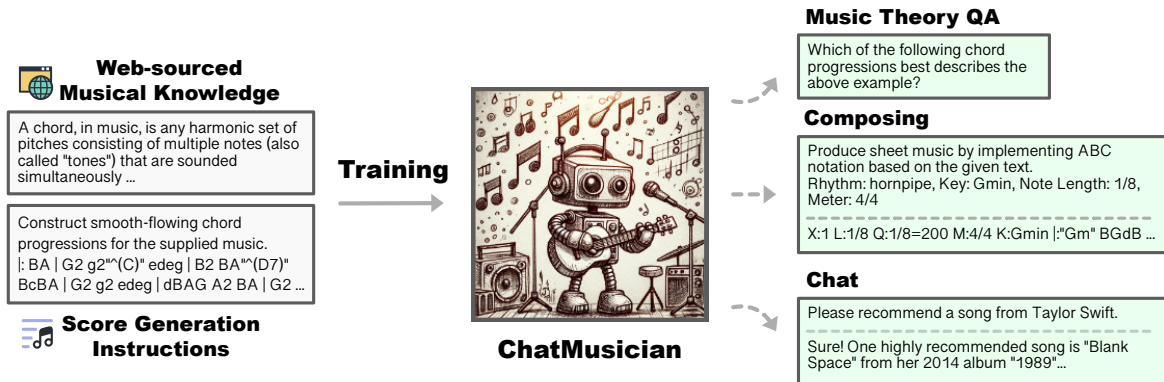 Web-sourced
Musical Knowledge
A chord, in music, is any harmonic set of
pitches consisting of multiple notes (also
called "tones") that are sounded
simultaneously ...
Construct smooth-flowing chord
progressions for the supplied music.
|: BA | G2 g2"^(C)" edeg | B2 BA"^(D7)"
BcBA | G2 g2 edeg | dBAG A2 BA | G2 ...
Score Generation
Instructions
Training
ChatMusician
Music Theory QA
Which of the following chord
progressions best describes the
above example?
Composing
Produce sheet music by implementing ABC
notation based on the given text.
Rhythm: hornpipe, Key: Gmin, Note Length: 1/8,
Meter: 4/4
X:1 L:1/8 Q:1/8=200 M:4/4 K:Gmin |:"Gm" BGdB ...
Chat
Please recommend a song from Taylor Swift.
Sure! One highly recommended song is "Blank
Space" from her 2014 album "1989"...